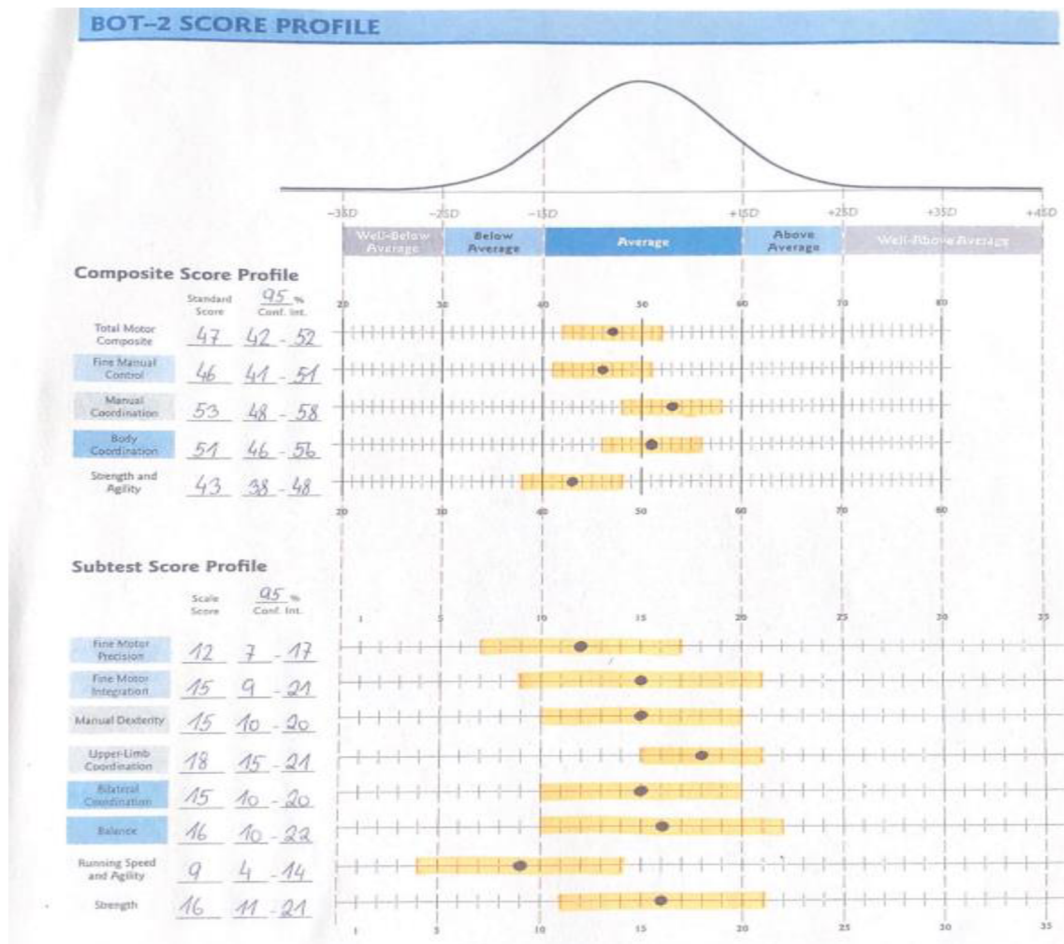 BOT–2 SCORE PROFILE
-3SD -2SD -1SD +1SD +2SD +3SD +4SD
Well-Below Average Below Average Average Above Average Well-Above Average
Composite Score Profile
Standard Score 95 % Conf. Int.
20 30 40 50 60 70 80
Total Motor Composite 47 42 - 52
Fine Manual Control 46 41 - 51
Manual Coordination 53 48 - 58
Body Coordination 51 46 - 56
Strength and Agility 43 38 - 48
20 30 40 50 60 70 80
Subtest Score Profile
Scale Score 95 % Conf. Int.
1 5 10 15 20 25 30 35
Fine Motor Precision 12 7 - 17
Fine Motor Integration 15 9 - 21
Manual Dexterity 15 10 - 20
Upper-Limb Coordination 18 15 - 21
Bilateral Coordination 15 10 - 20
Balance 16 10 - 22
Running Speed and Agility 9 4 - 14
Strength 16 11 - 21
1 5 10 15 20 25 30 35